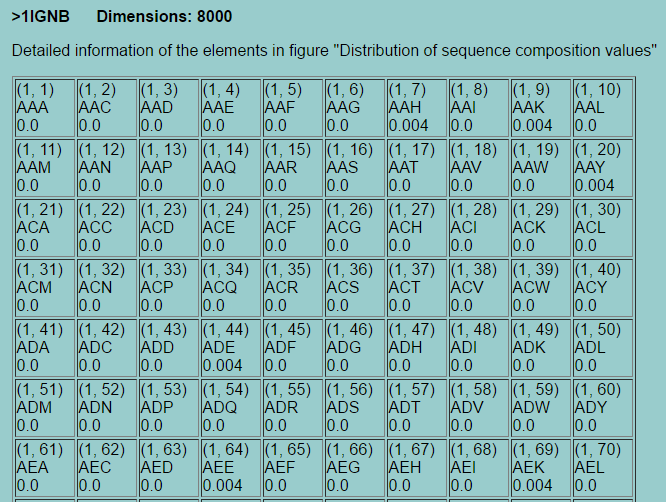 >1IGNB Dimensions: 8000
Detailed information of the elements in figure "Distribution of sequence composition values"
(1, 1) (1, 2) (1, 3) (1, 4) (1, 5) (1, 6) (1, 7) (1, 8) (1, 9) (1, 10)
AAA AAC AAD AAE AAF AAG AAH AAI AAK AAL
0.0 0.0 0.0 0.0 0.0 0.0 0.004 0.0 0.004 0.0
(1, 11) (1, 12) (1, 13) (1, 14) (1, 15) (1, 16) (1, 17) (1, 18) (1, 19) (1, 20)
AAM AAN AAP AAQ AAR AAS AAT AAV AAW AAY
0.0 0.0 0.0 0.0 0.0 0.0 0.0 0.0 0.0 0.004
(1, 21) (1, 22) (1, 23) (1, 24) (1, 25) (1, 26) (1, 27) (1, 28) (1, 29) (1, 30)
ACA ACC ACD ACE ACF ACG ACH ACI ACK ACL
0.0 0.0 0.0 0.0 0.0 0.0 0.0 0.0 0.0 0.0
(1, 31) (1, 32) (1, 33) (1, 34) (1, 35) (1, 36) (1, 37) (1, 38) (1, 39) (1, 40)
ACM ACN ACP ACQ ACR ACS ACT ACV ACW ACY
0.0 0.0 0.0 0.0 0.0 0.0 0.0 0.0 0.0 0.0
(1, 41) (1, 42) (1, 43) (1, 44) (1, 45) (1, 46) (1, 47) (1, 48) (1, 49) (1, 50)
ADA ADC ADD ADE ADF ADG ADH ADI ADK ADL
0.0 0.0 0.0 0.004 0.0 0.0 0.0 0.0 0.0 0.0
(1, 51) (1, 52) (1, 53) (1, 54) (1, 55) (1, 56) (1, 57) (1, 58) (1, 59) (1, 60)
ADM ADN ADP ADQ ADR ADS ADT ADV ADW ADY
0.0 0.0 0.0 0.0 0.0 0.0 0.0 0.0 0.0 0.0
(1, 61) (1, 62) (1, 63) (1, 64) (1, 65) (1, 66) (1, 67) (1, 68) (1, 69) (1, 70)
AEA AEC AED AEE AEF AEG AEH AEI AEK AEL
0.0 0.0 0.0 0.004 0.0 0.0 0.0 0.0 0.004 0.0